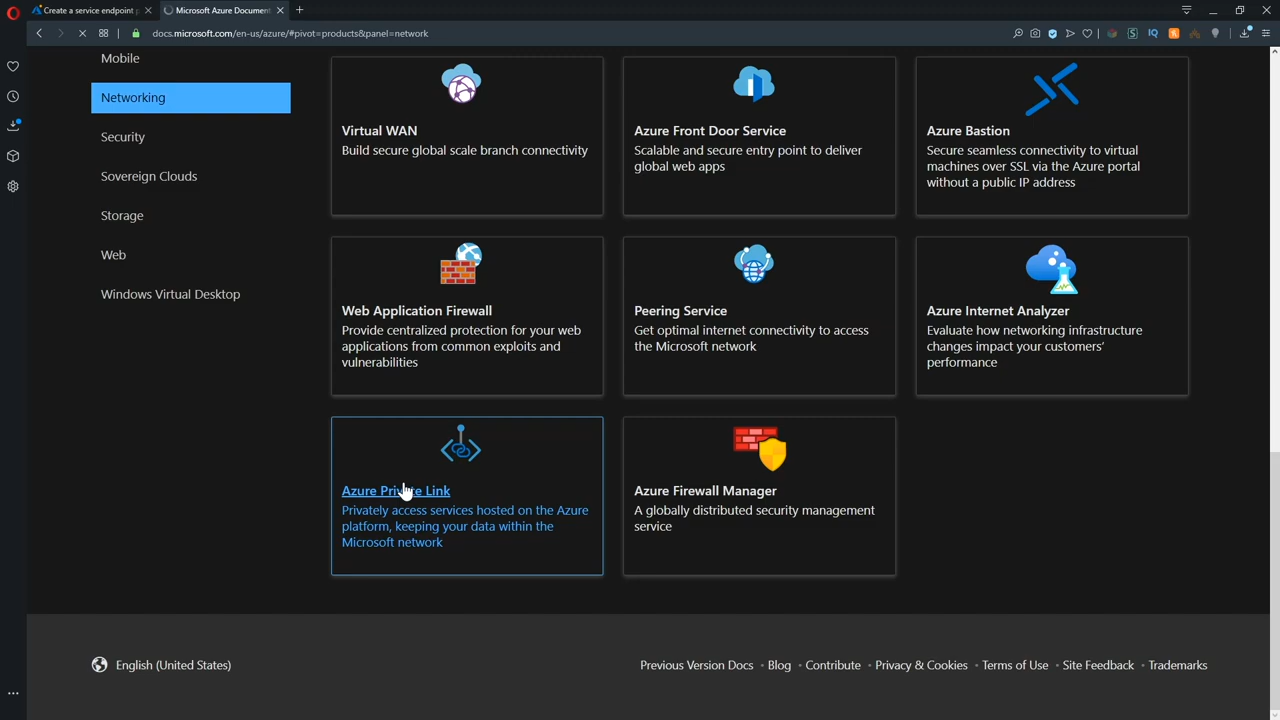 Create a service endpoint p
Microsoft Azure Document
docs.microsoft.com/en-us/azure/#pivot=products&panel=network
Mobile
Networking
Security
Sovereign Clouds
Storage
Web
Windows Virtual Desktop
Virtual WAN
Build secure global scale branch connectivity
Azure Front Door Service
Scalable and secure entry point to deliver
global web apps
Azure Bastion
Secure seamless connectivity to virtual
machines over SSL via the Azure portal
without a public IP address
Web Application Firewall
Provide centralized protection for your web
applications from common exploits and
vulnerabilities
Peering Service
Get optimal internet connectivity to access
the Microsoft network
Azure Internet Analyzer
Evaluate how networking infrastructure
changes impact your customers’
performance
Azure Private Link
Privately access services hosted on the Azure
platform, keeping your data within the
Microsoft network
Azure Firewall Manager
A globally distributed security management
service
English (United States)
Previous Version Docs • Blog • Contribute • Privacy & Cookies • Terms of Use • Site Feedback • Trademarks